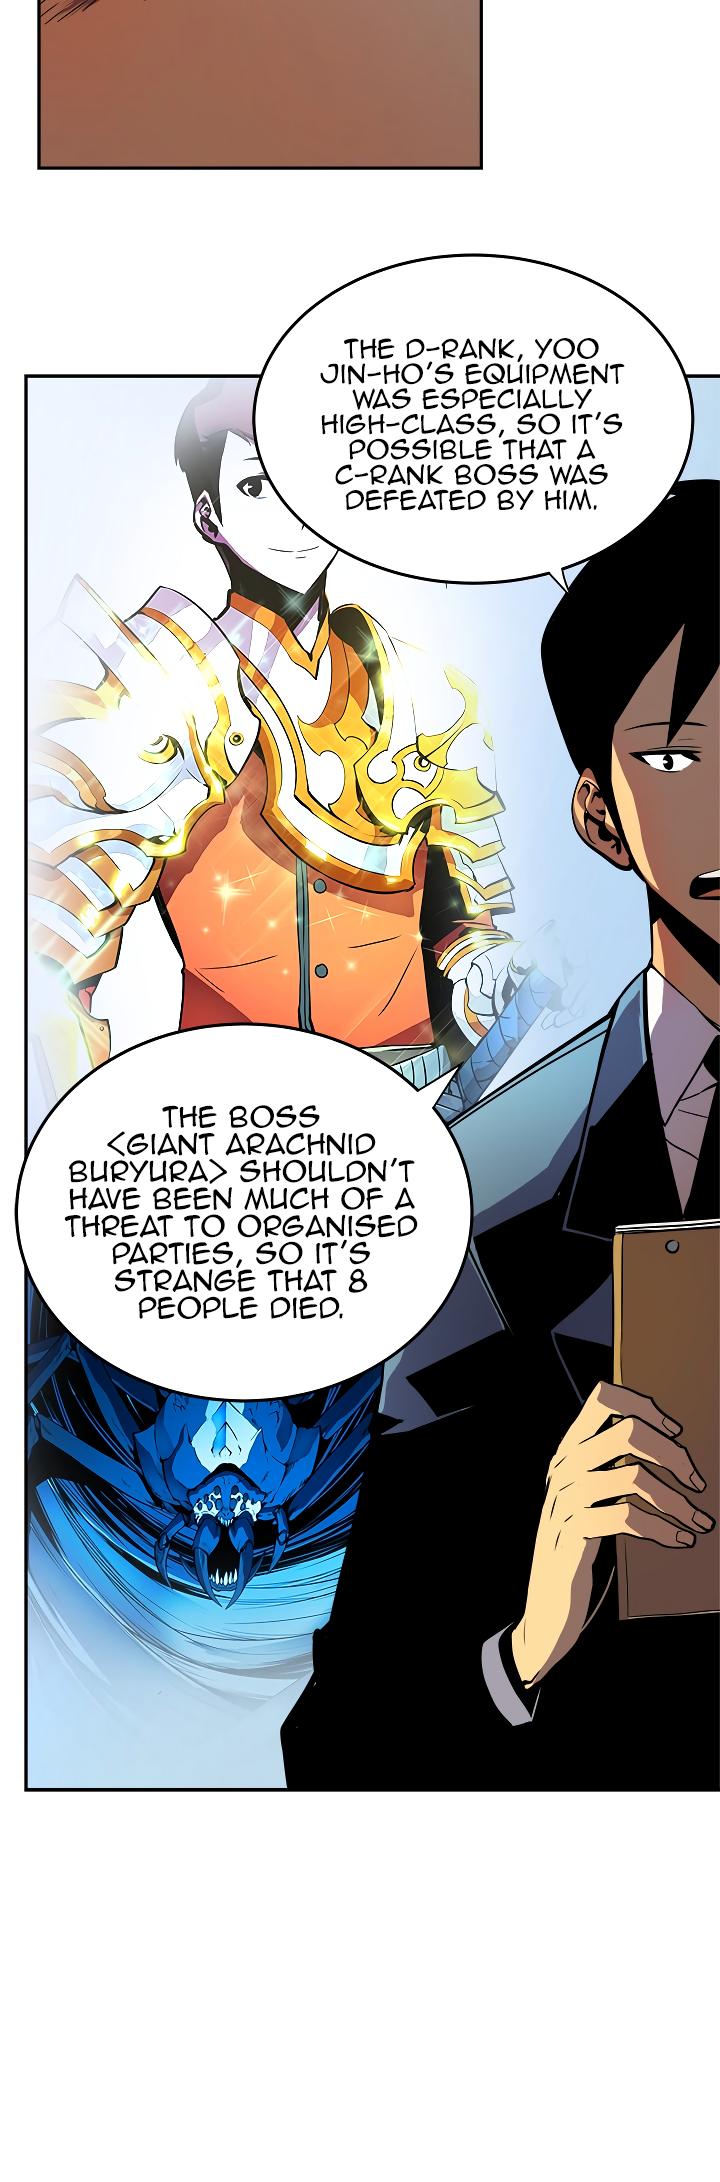 THE D-RANK, YOO
JIN-HO'S EQUIPMENT
WAS ESPECIALLY
HIGH-CLASS, SO IT'S
POSSIBLE THAT A
C-RANK BOSS WAS
DEFEATED BY HIM.
THE BOSS
<GIANT ARACHNID
BURYURA> SHOULDN'T
HAVE BEEN MUCH OF A
THREAT TO ORGANISED
PARTIES, SO IT'S
STRANGE THAT 8
PEOPLE DIED.